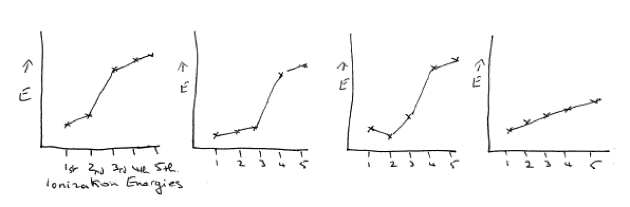 ↑
E
1st 2nd 3rd 4th 5th.
Ionization Energies
↑
E
1 2 3 4 5
↑
E
1 2 3 4 5
↑
E
1 2 3 4 5